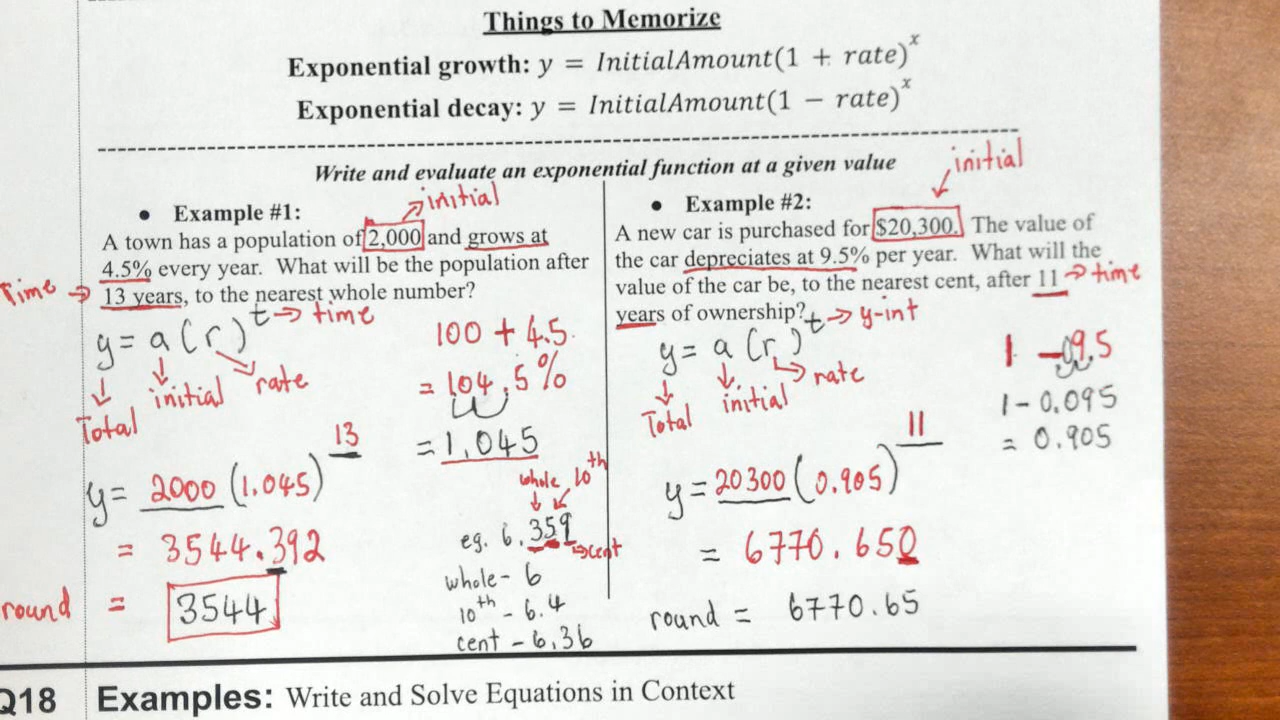 Things to Memorize
Exponential growth: y = InitialAmount(1 + rate)^x
Exponential decay: y = InitialAmount(1 − rate)^x
Write and evaluate an exponential function at a given value
initial
• Example #1:
A town has a population of 2,000 and grows at
4.5% every year. What will be the population after
Time → 13 years, to the nearest whole number?
y = a (r)^t → time
Total
initial
rate
100 + 4.5
= 104.5%
= 1.045
y = 2000 (1.045)^13
= 3544.392
round = 3544
whole 10th
eg. 6.359 → cent
whole - 6
10th - 6.4
cent - 6.36
initial
• Example #2:
A new car is purchased for $20,300. The value of
the car depreciates at 9.5% per year. What will the
value of the car be, to the nearest cent, after 11 → time
years of ownership?
y = a (r)^t → y-int
Total
initial
rate
1 - 09.5
1 - 0.095
= 0.905
y = 20300 (0.905)^11
= 6770.650
round = 6770.65
Q18 Examples: Write and Solve Equations in Context